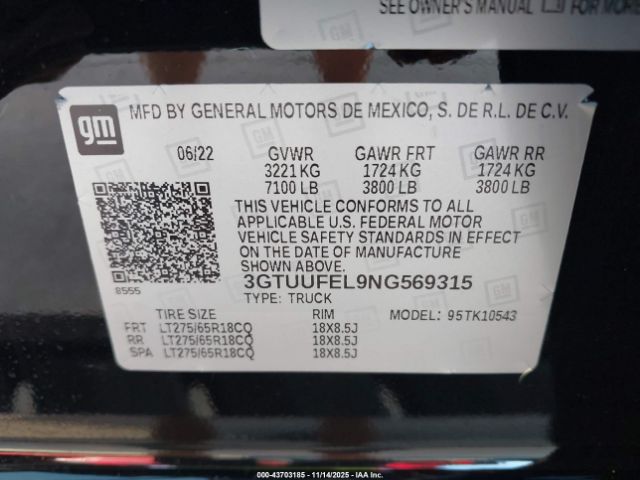 SEE OWNER'S MANUAL FOR MORE
gm
MFD BY GENERAL MOTORS DE MEXICO, S. DE R.L. DE C.V.
06/22 GVWR GAWR FRT GAWR RR
3221 KG 1724 KG 1724 KG
7100 LB 3800 LB 3800 LB
THIS VEHICLE CONFORMS TO ALL
APPLICABLE U.S. FEDERAL MOTOR
VEHICLE SAFETY STANDARDS IN EFFECT
ON THE DATE OF MANUFACTURE
SHOWN ABOVE.
8555
3GTUUFEL9NG569315
TYPE: TRUCK
TIRE SIZE RIM MODEL: 95TK10543
FRT LT275/65R18CQ 18X8.5J
RR LT275/65R18CQ 18X8.5J
SPA LT275/65R18CQ 18X8.5J
000-43703185 - 11/14/2025 - IAAI.COM